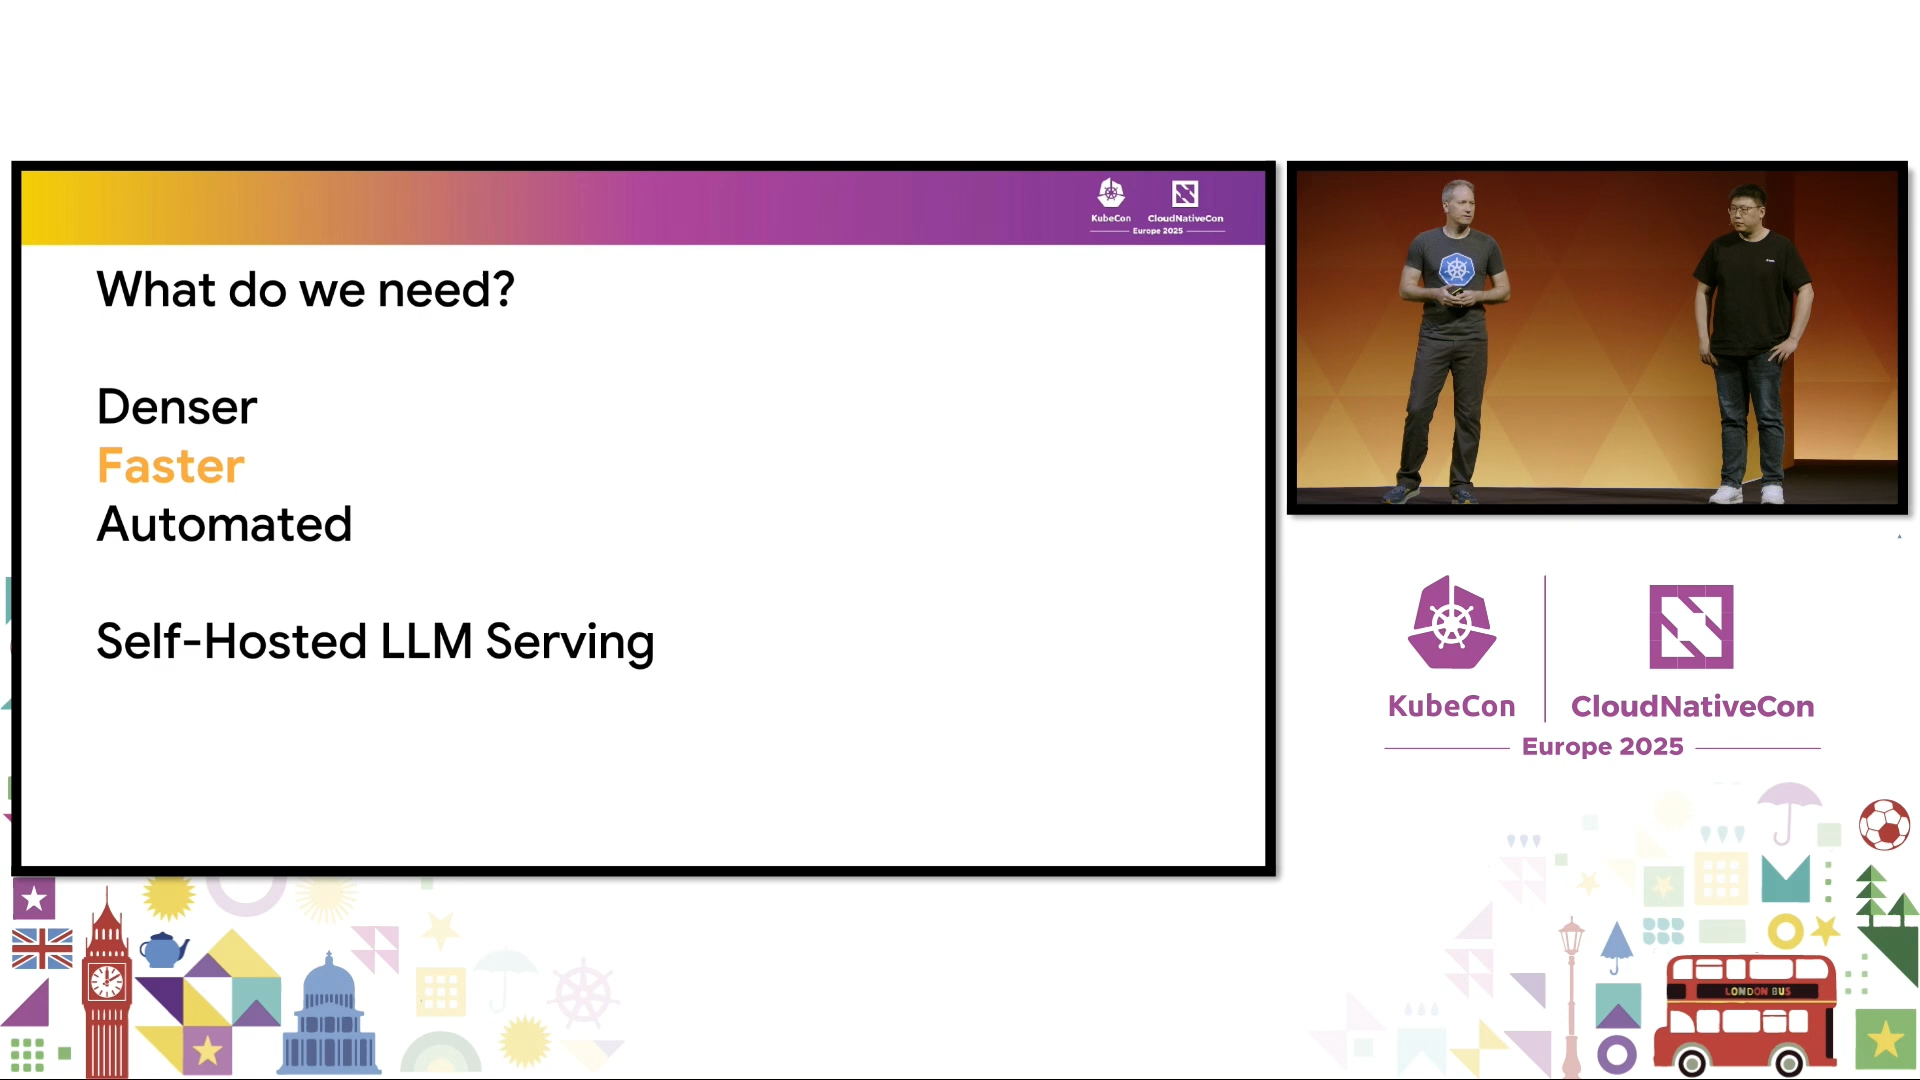 KubeCon
CloudNativeCon
Europe 2025
What do we need?
Denser
Faster
Automated
Self-Hosted LLM Serving
KubeCon
CloudNativeCon
Europe 2025
LONDON BUS